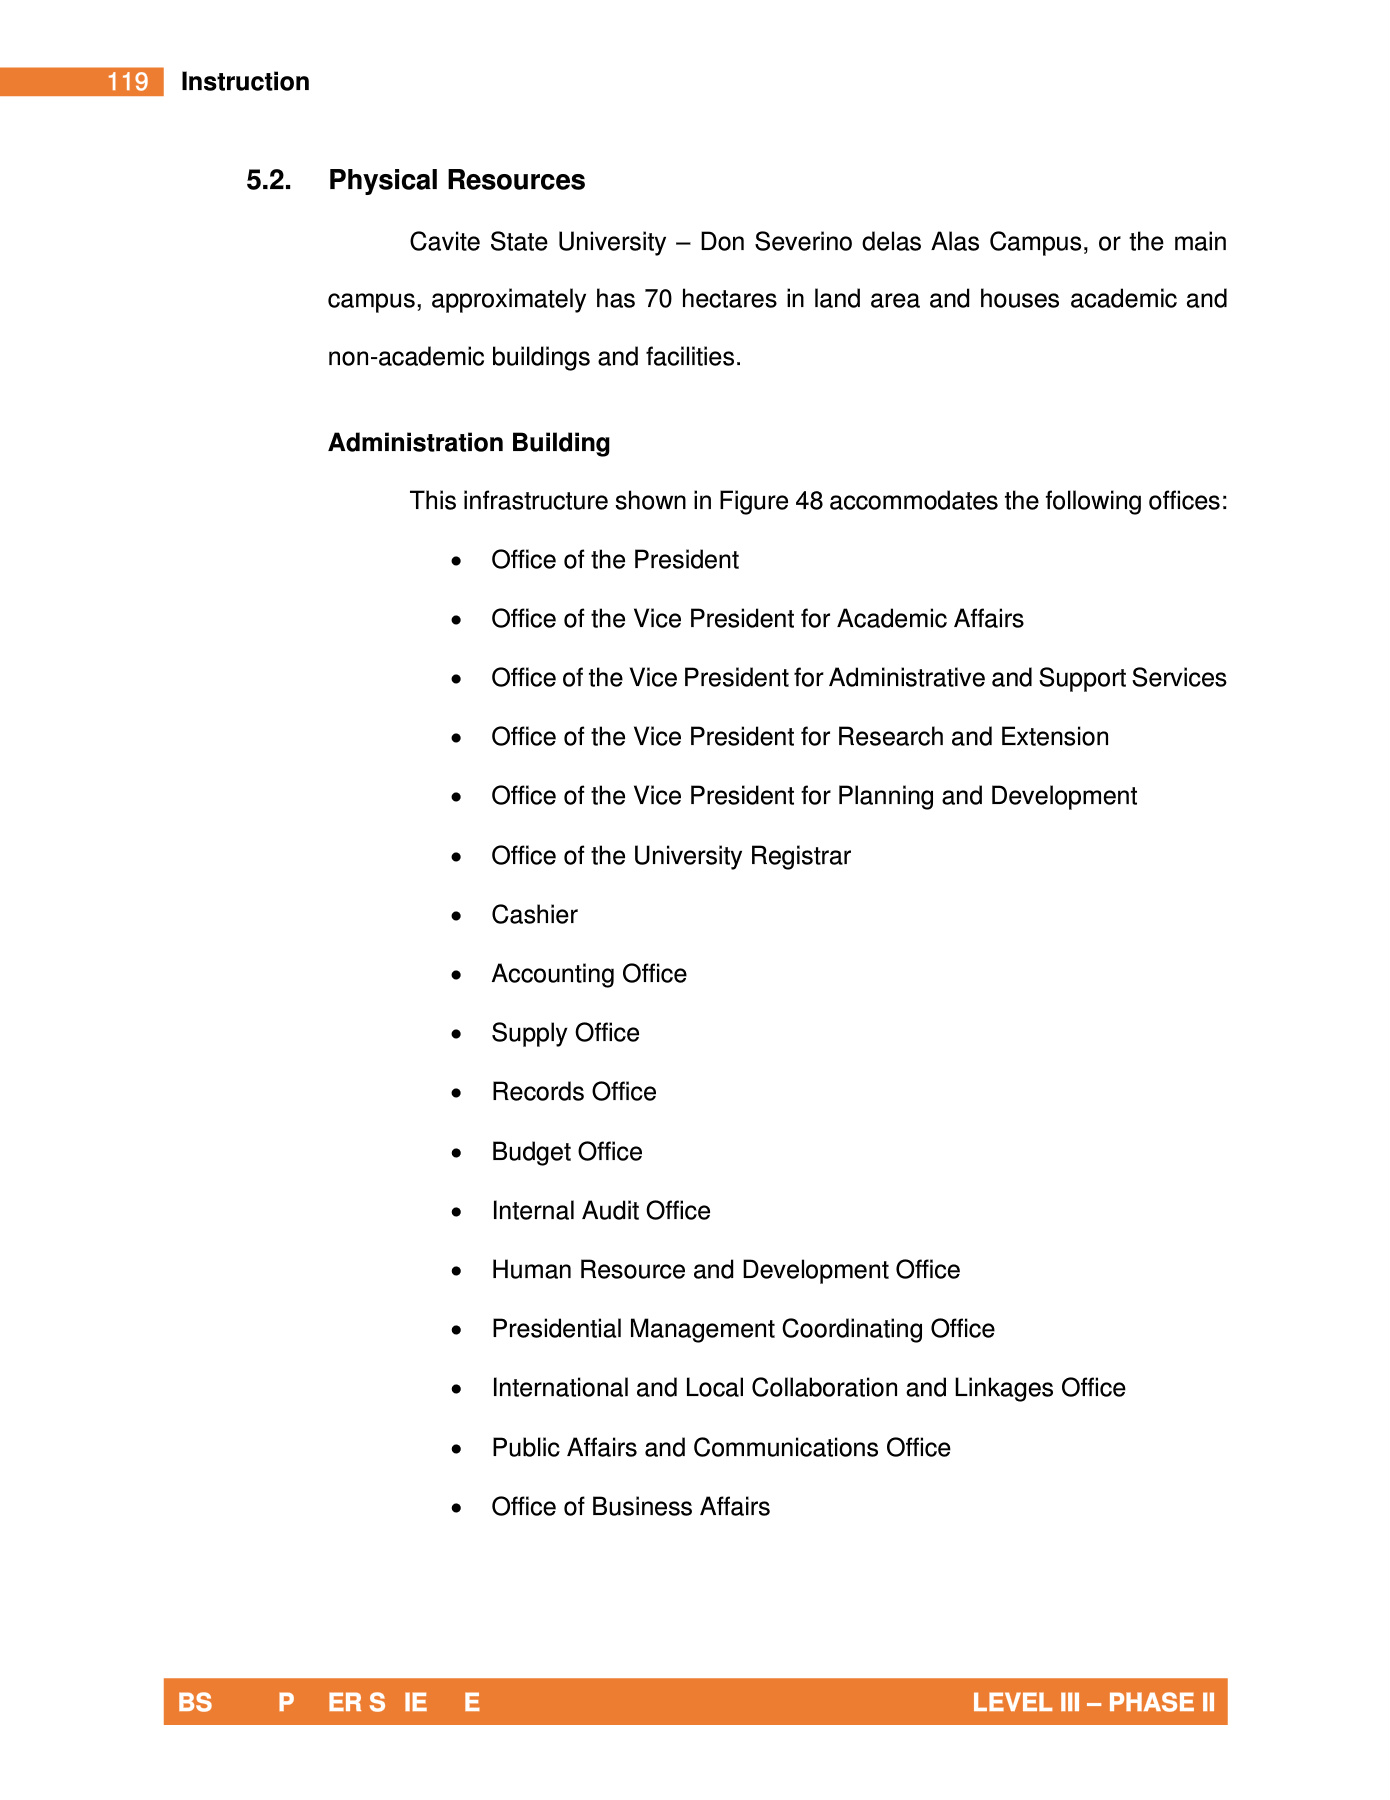 119 Instruction
5.2. Physical Resources
Cavite State University – Don Severino delas Alas Campus, or the main
campus, approximately has 70 hectares in land area and houses academic and
non-academic buildings and facilities.
Administration Building
This infrastructure shown in Figure 48 accommodates the following offices:
• Office of the President
• Office of the Vice President for Academic Affairs
• Office of the Vice President for Administrative and Support Services
• Office of the Vice President for Research and Extension
• Office of the Vice President for Planning and Development
• Office of the University Registrar
• Cashier
• Accounting Office
• Supply Office
• Records Office
• Budget Office
• Internal Audit Office
• Human Resource and Development Office
• Presidential Management Coordinating Office
• International and Local Collaboration and Linkages Office
• Public Affairs and Communications Office
• Office of Business Affairs
BS P ER S IE E LEVEL III – PHASE II